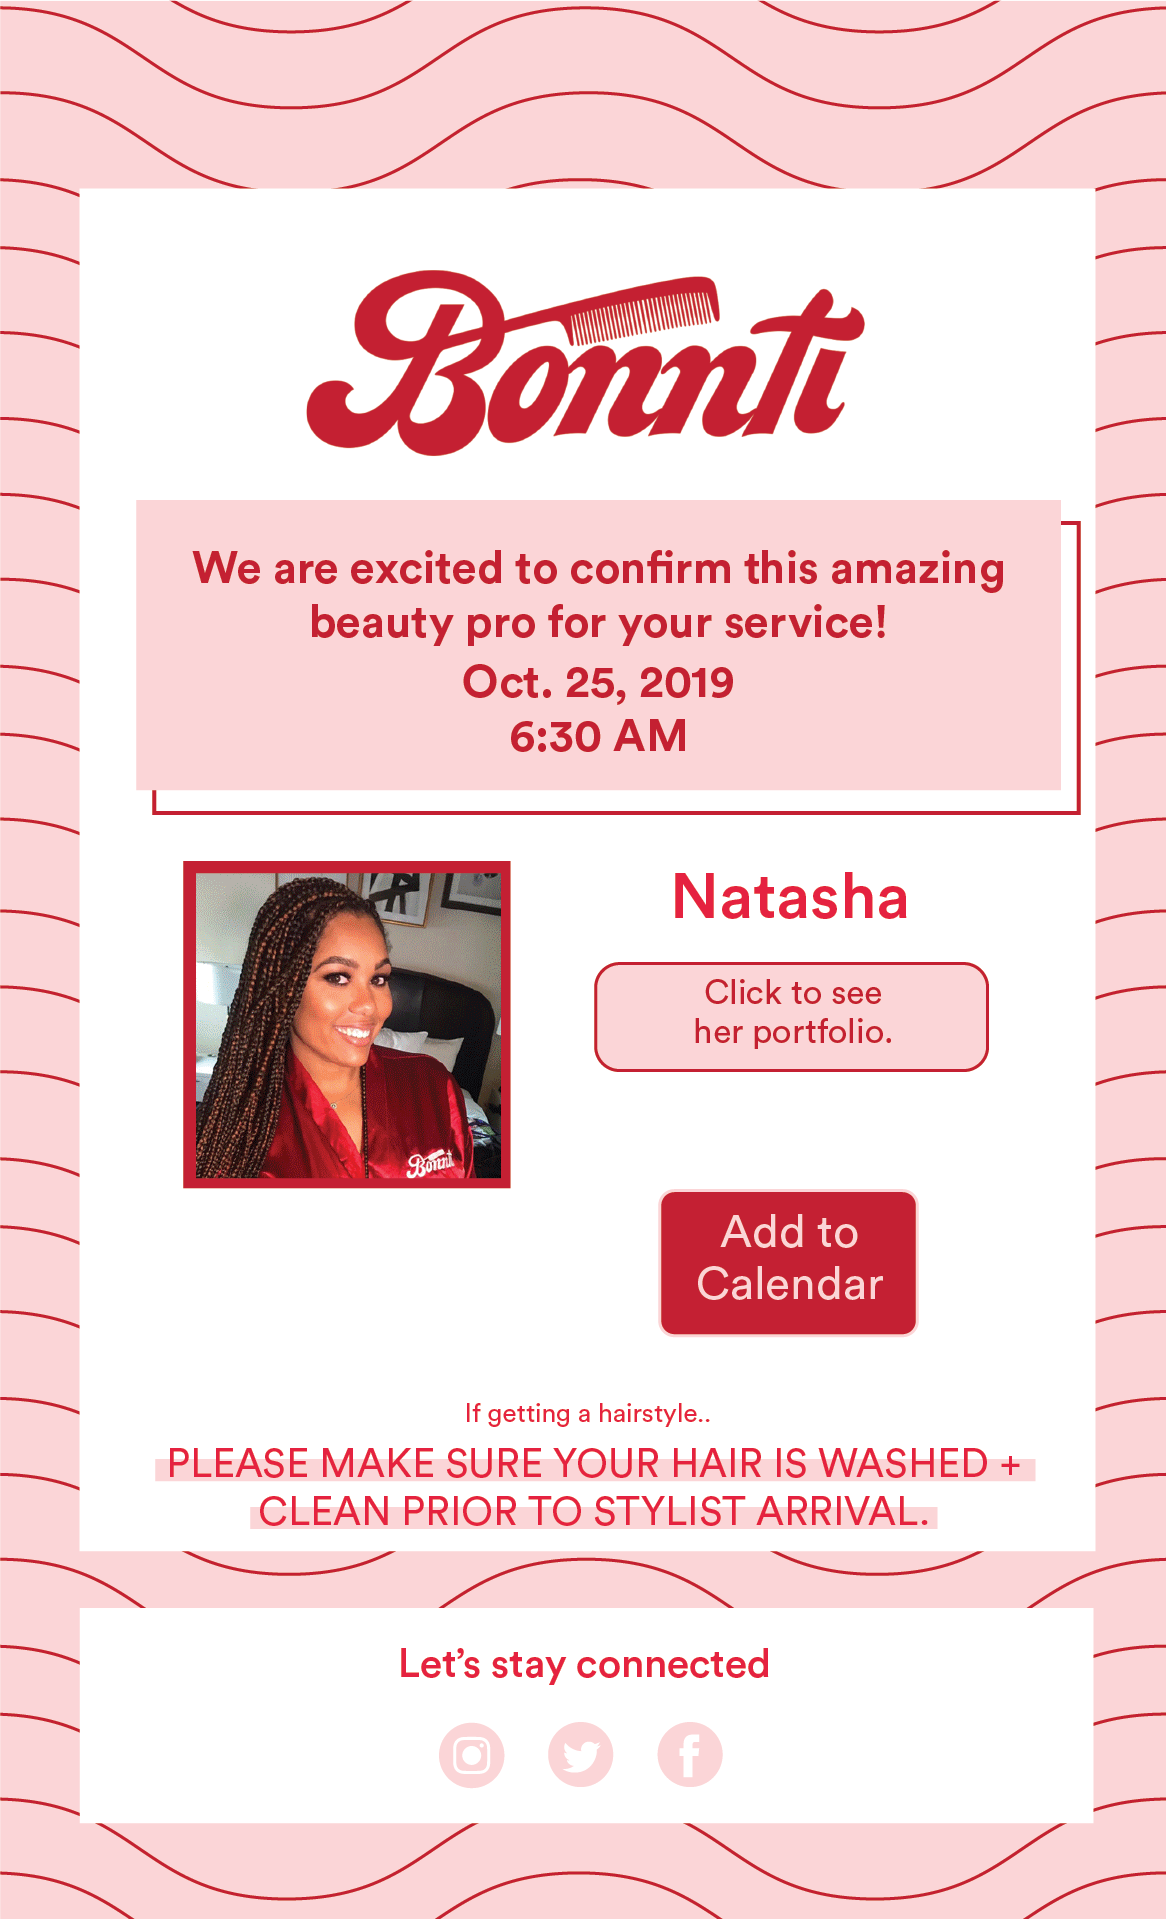 Bonnti
We are excited to confirm this amazing
beauty pro for your service!
Oct. 25, 2019
6:30 AM
Natasha
Click to see
her portfolio.
Bonnti
Add to
Calendar
If getting a hairstyle..
PLEASE MAKE SURE YOUR HAIR IS WASHED +
CLEAN PRIOR TO STYLIST ARRIVAL.
Let’s stay connected